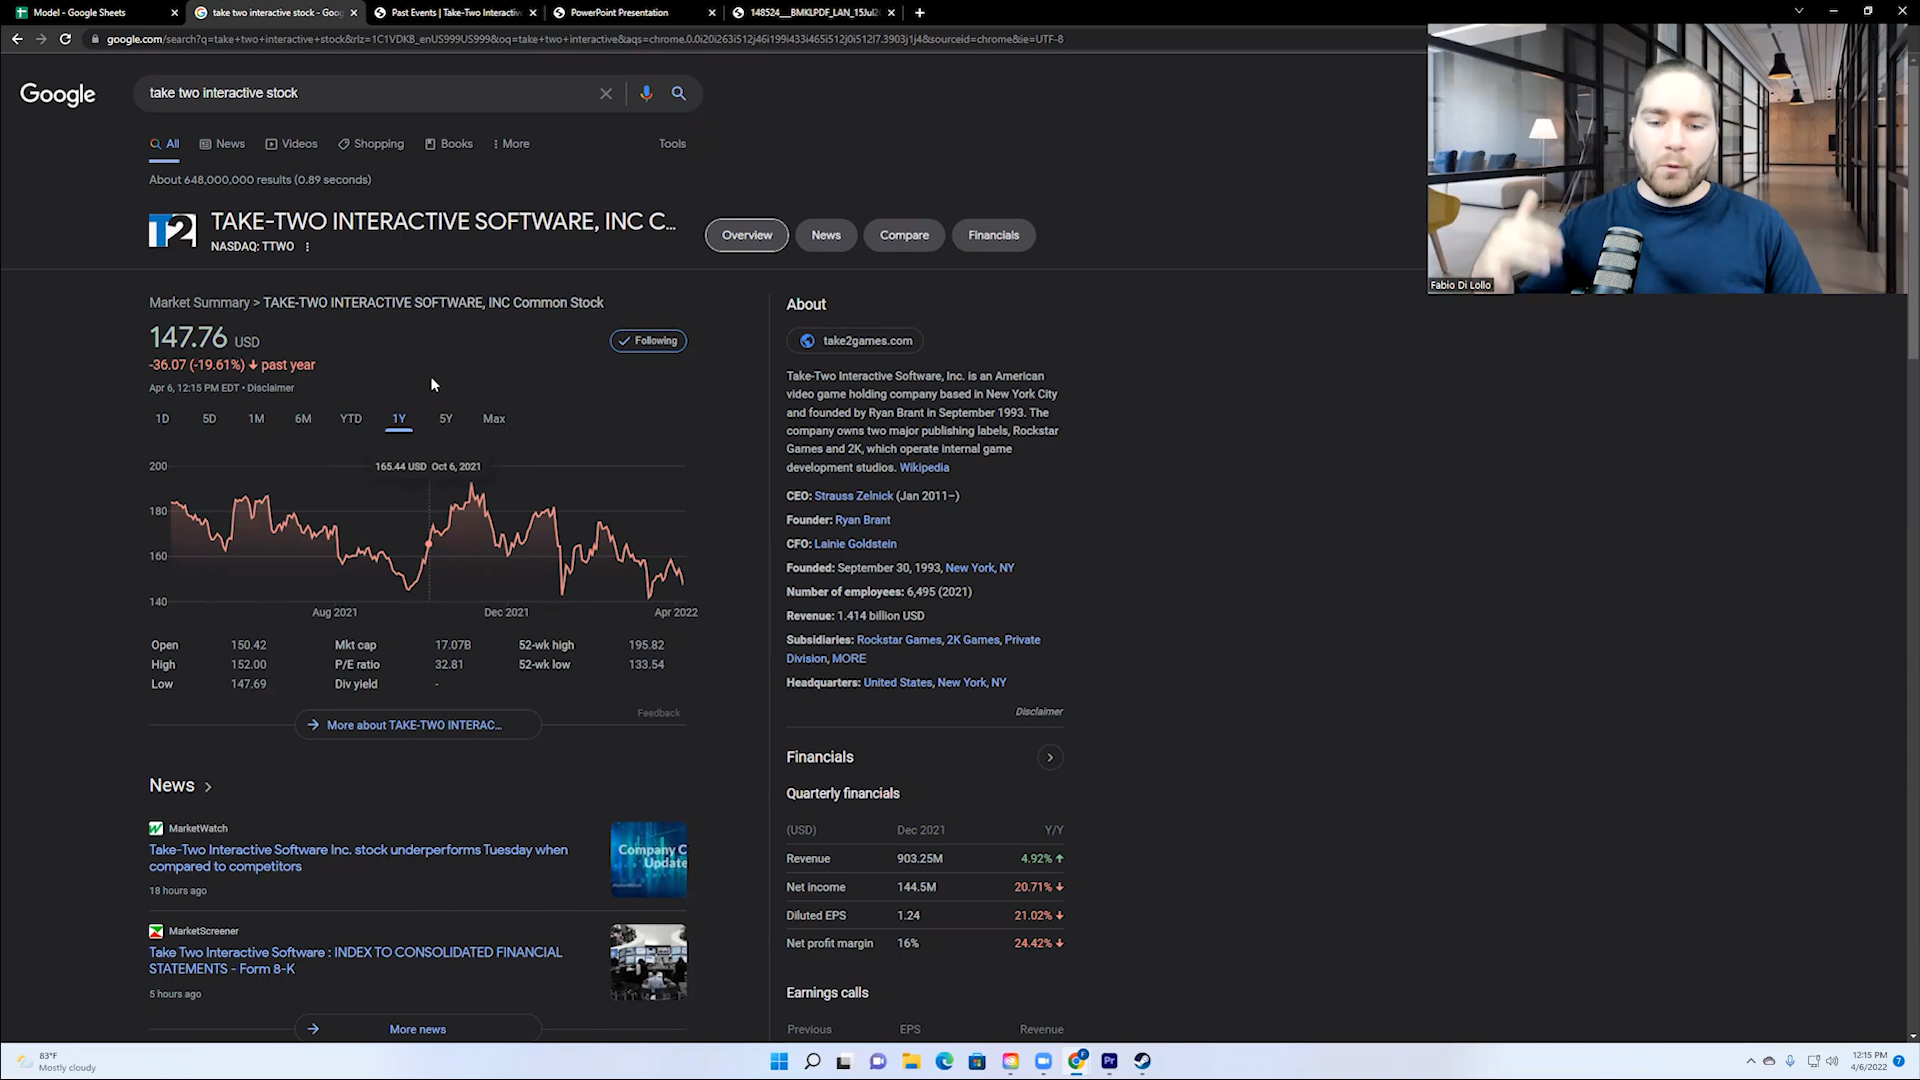 Model - Google Sheets
take two interactive stock - Goog
Past Events | Take-Two Interactiv
PowerPoint Presentation
148524___BMKLPDF_LAN_15Jul2
google.com/search?q=take+two+interactive+stock&rlz=1C1VDKB_enUS999US999&oq=take+two+interactive&aqs=chrome.0.0i20i263i512j46i199i433i465i512j0i512l7.3903j1j4&sourceid=chrome&ie=UTF-8
Google
take two interactive stock
All
News
Videos
Shopping
Books
More
Tools
About 648,000,000 results (0.89 seconds)
T2
TAKE-TWO INTERACTIVE SOFTWARE, INC C...
NASDAQ: TTWO
Overview
News
Compare
Financials
Fabio Di Lollo
Market Summary > TAKE-TWO INTERACTIVE SOFTWARE, INC Common Stock
147.76 USD
Following
-36.07 (-19.61%) past year
Apr 6, 12:15 PM EDT • Disclaimer
1D 5D 1M 6M YTD 1Y 5Y Max
165.44 USD Oct 6, 2021
200
180
160
140
Aug 2021 Dec 2021 Apr 2022
Open 150.42 Mkt cap 17.07B 52-wk high 195.82
High 152.00 P/E ratio 32.81 52-wk low 133.54
Low 147.69 Div yield -
Feedback
More about TAKE-TWO INTERAC...
News
MarketWatch
Take-Two Interactive Software Inc. stock underperforms Tuesday when
compared to competitors
18 hours ago
Company C
Update
MarketScreener
Take Two Interactive Software : INDEX TO CONSOLIDATED FINANCIAL
STATEMENTS - Form 8-K
5 hours ago
More news
About
take2games.com
Take-Two Interactive Software, Inc. is an American
video game holding company based in New York City
and founded by Ryan Brant in September 1993. The
company owns two major publishing labels, Rockstar
Games and 2K, which operate internal game
development studios. Wikipedia
CEO: Strauss Zelnick (Jan 2011–)
Founder: Ryan Brant
CFO: Lainie Goldstein
Founded: September 30, 1993, New York, NY
Number of employees: 6,495 (2021)
Revenue: 1.414 billion USD
Subsidiaries: Rockstar Games, 2K Games, Private
Division, MORE
Headquarters: United States, New York, NY
Disclaimer
Financials
Quarterly financials
(USD) Dec 2021 Y/Y
Revenue 903.25M 4.92%
Net income 144.5M 20.71%
Diluted EPS 1.24 21.02%
Net profit margin 16% 24.42%
Earnings calls
Previous EPS Revenue
83°F
Mostly cloudy
F
Pr
12:15 PM
4/6/2022
7